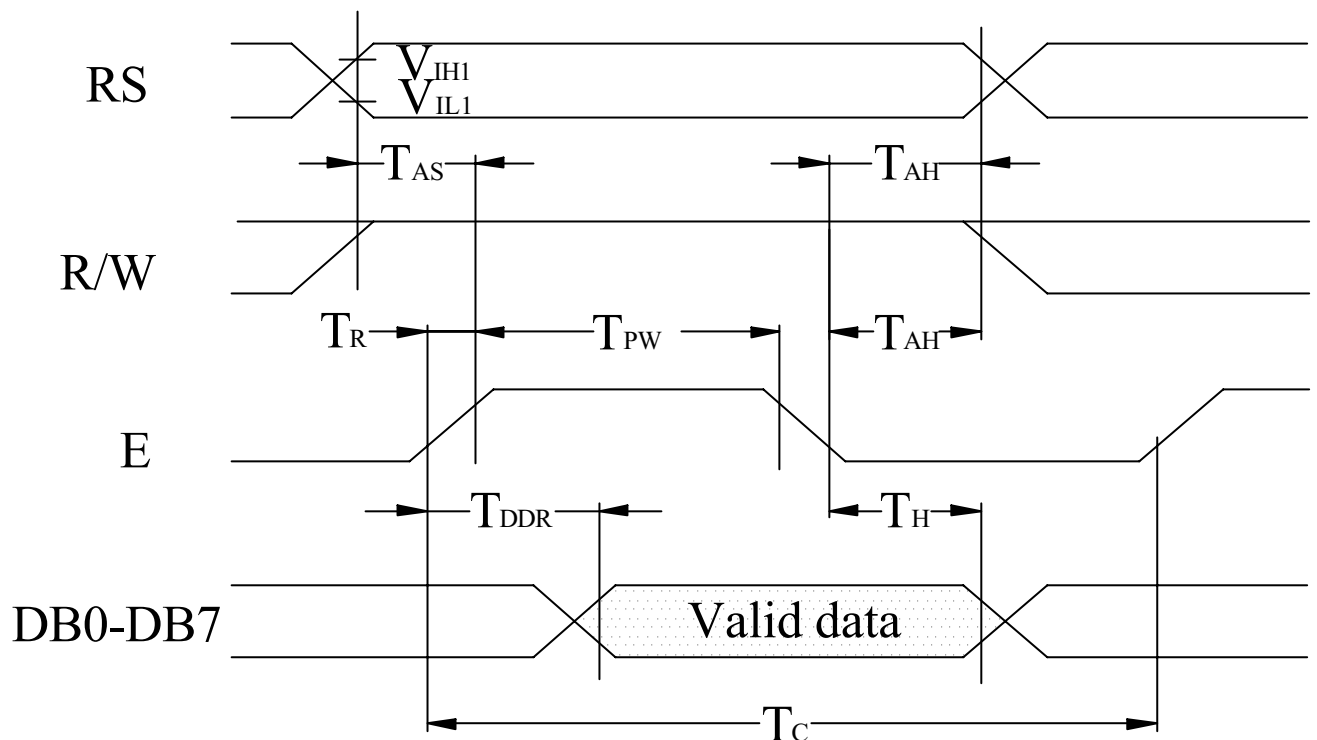 RS
VIH1
VIL1
TAS
TAH
R/W
TR
TPW
TAH
E
TDDR
TH
DB0-DB7
Valid data
TC